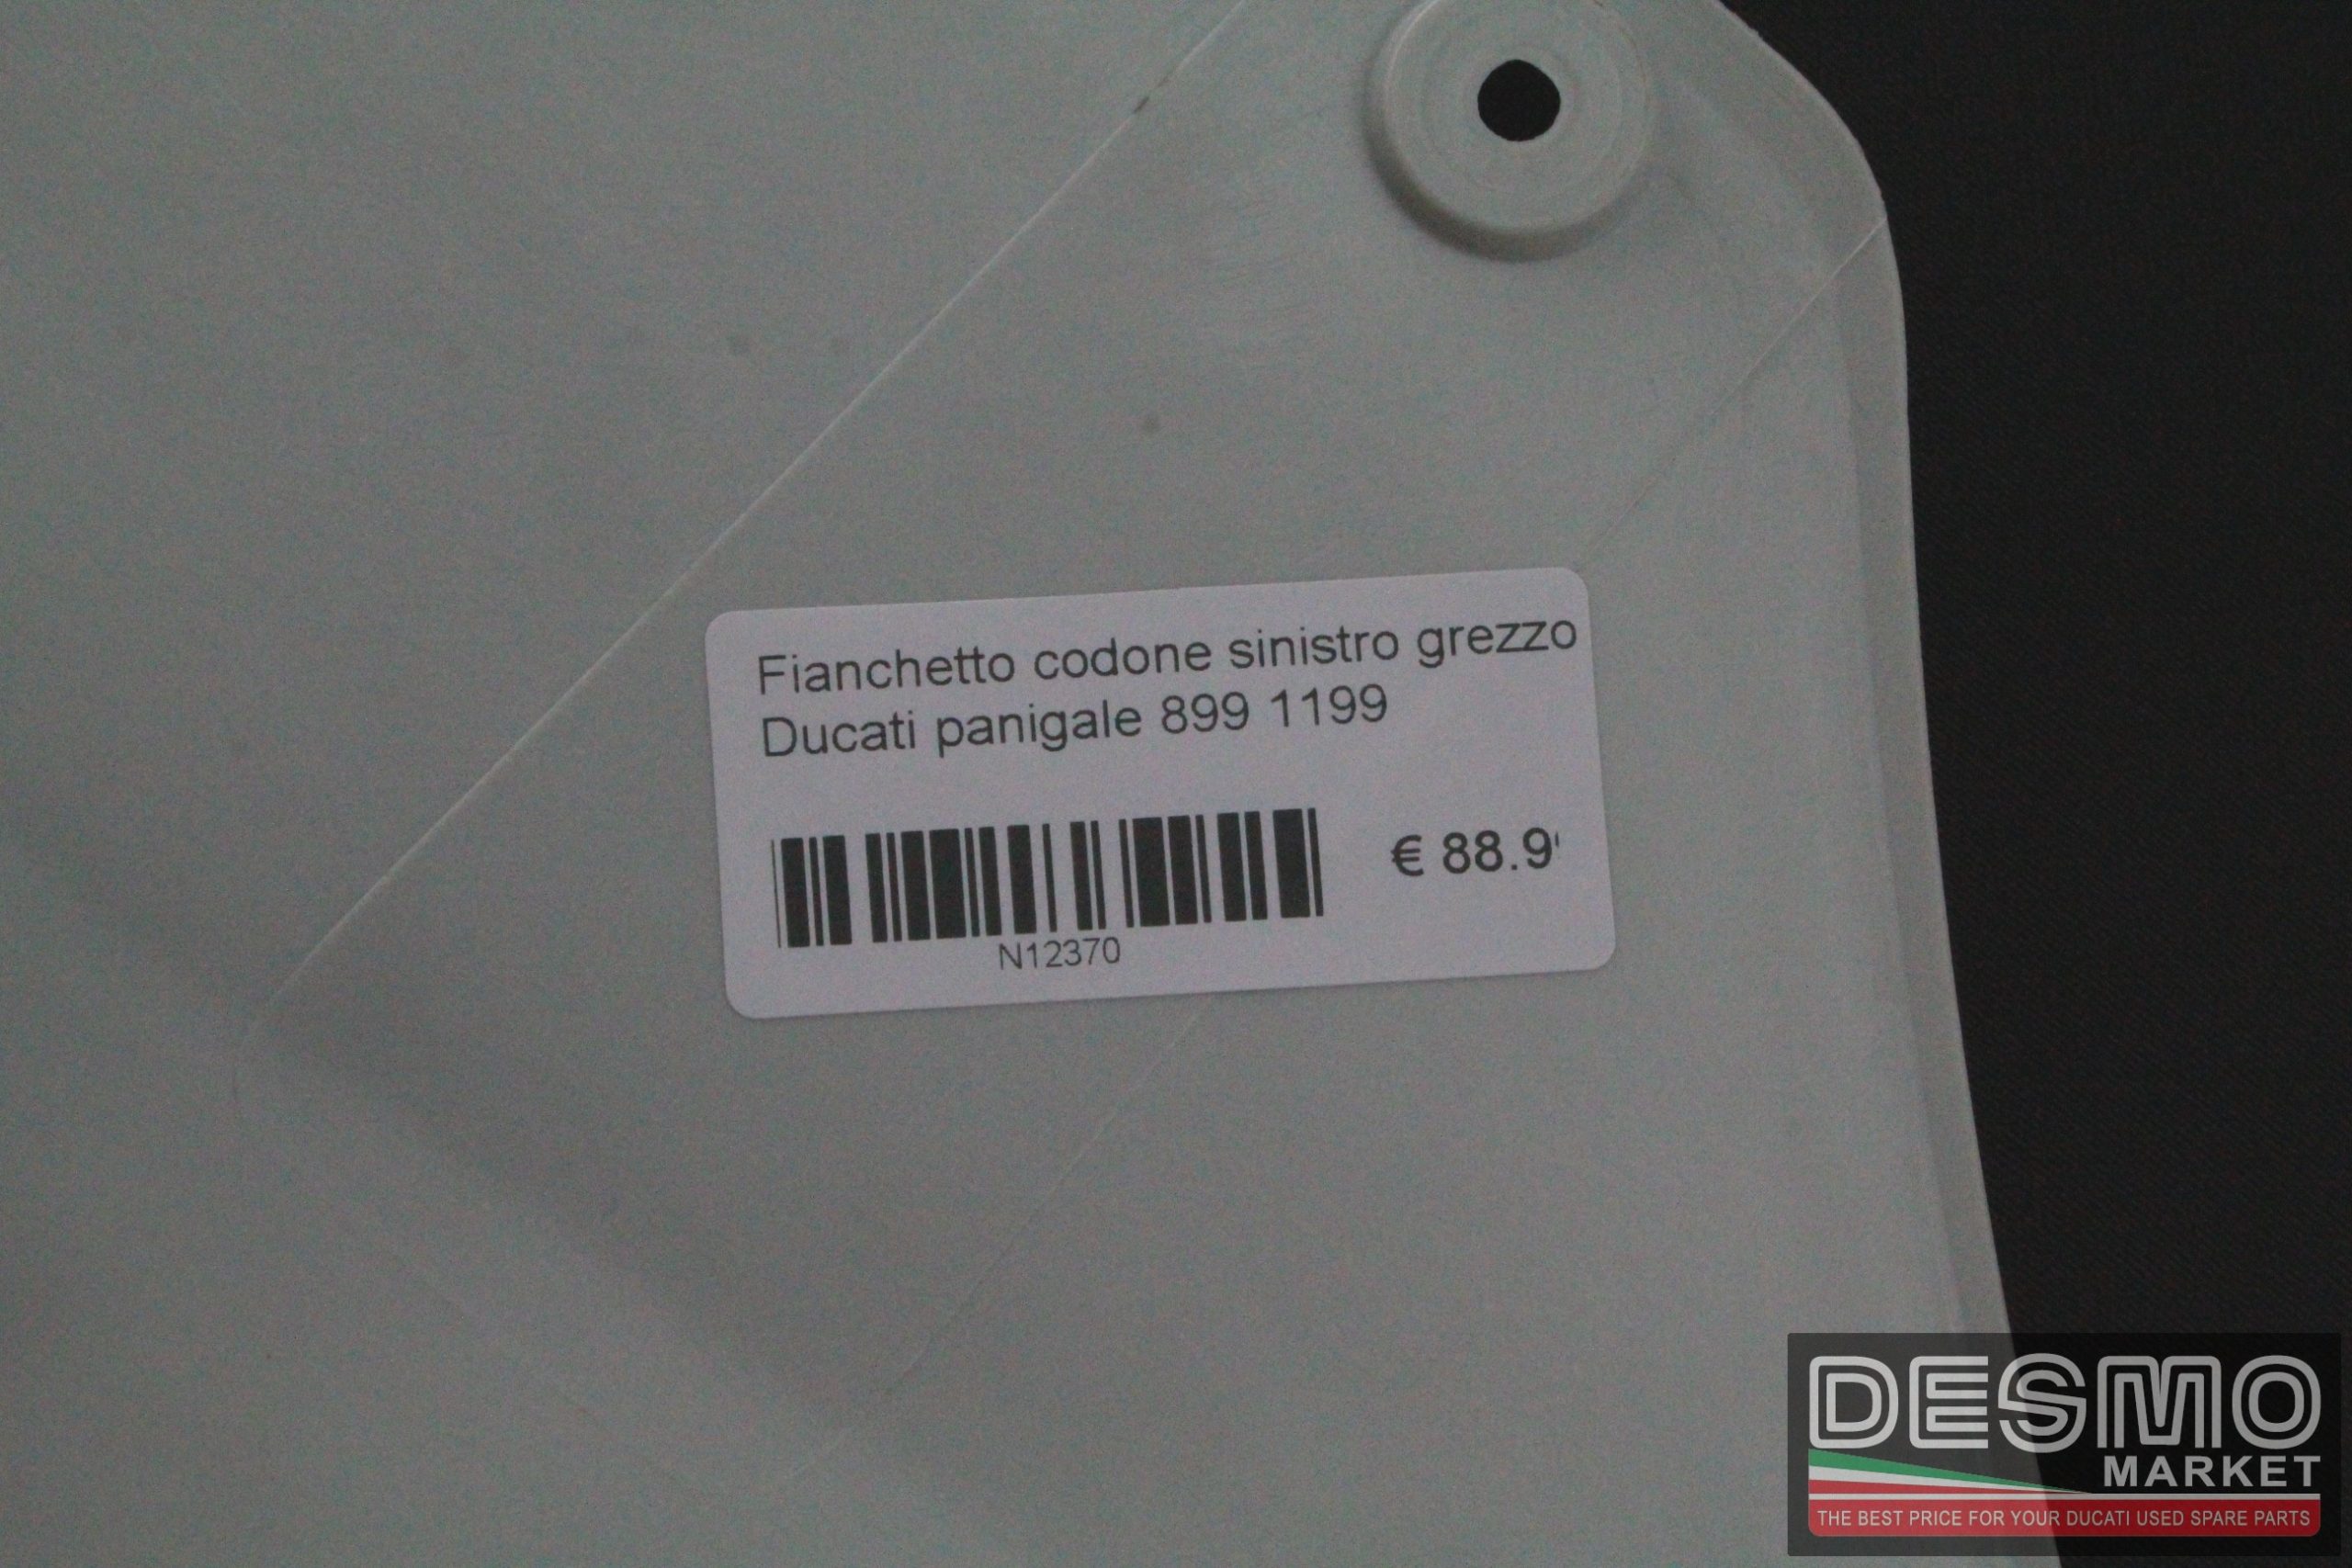 Fianchetto codone sinistro grezzo
Ducati panigale 899 1199
€ 88.9
N12370
DESMO
MARKET
THE BEST PRICE FOR YOUR DUCATI USED SPARE PARTS